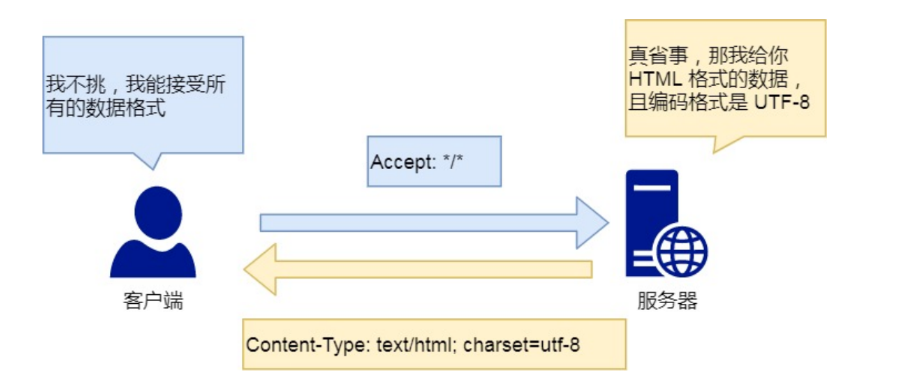 我不挑，我能接受所
有的数据格式
真省事，那我给你
HTML 格式的数据，
且编码格式是 UTF-8
Accept: */*
客户端
服务器
Content-Type: text/html; charset=utf-8